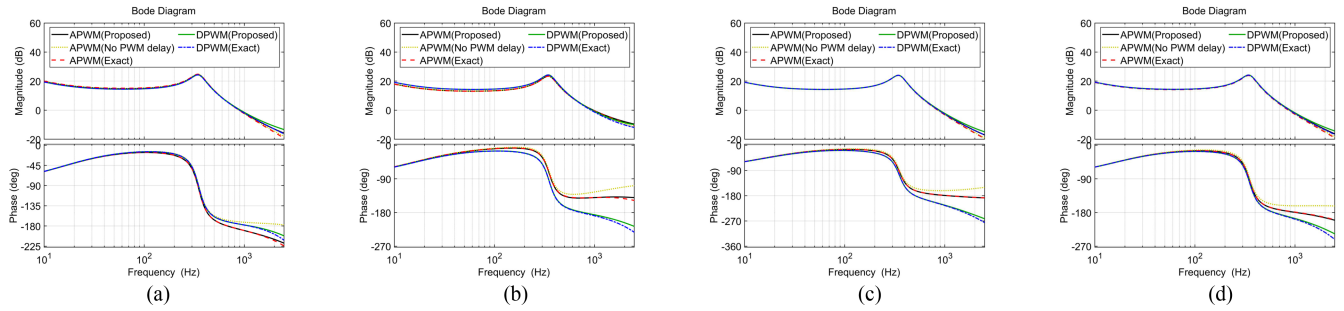 Bode Diagram
60
40
20
0
-20
Magnitude (dB)
APWM(Proposed)
APWM(No PWM delay)
APWM(Exact)
DPWM(Proposed)
DPWM(Exact)
0
-45
-90
-135
-180
-225
Phase (deg)
10^1
10^2
10^3
Frequency (Hz)
(a)
Bode Diagram
60
40
20
0
-20
Magnitude (dB)
APWM(Proposed)
APWM(No PWM delay)
APWM(Exact)
DPWM(Proposed)
DPWM(Exact)
0
-90
-180
-270
Phase (deg)
10^1
10^2
10^3
Frequency (Hz)
(b)
Bode Diagram
60
40
20
0
-20
Magnitude (dB)
APWM(Proposed)
APWM(No PWM delay)
APWM(Exact)
DPWM(Proposed)
DPWM(Exact)
0
-90
-180
-270
-360
Phase (deg)
10^1
10^2
10^3
Frequency (Hz)
(c)
Bode Diagram
60
40
20
0
-20
Magnitude (dB)
APWM(Proposed)
APWM(No PWM delay)
APWM(Exact)
DPWM(Proposed)
DPWM(Exact)
0
-90
-180
-270
Phase (deg)
10^1
10^2
10^3
Frequency (Hz)
(d)